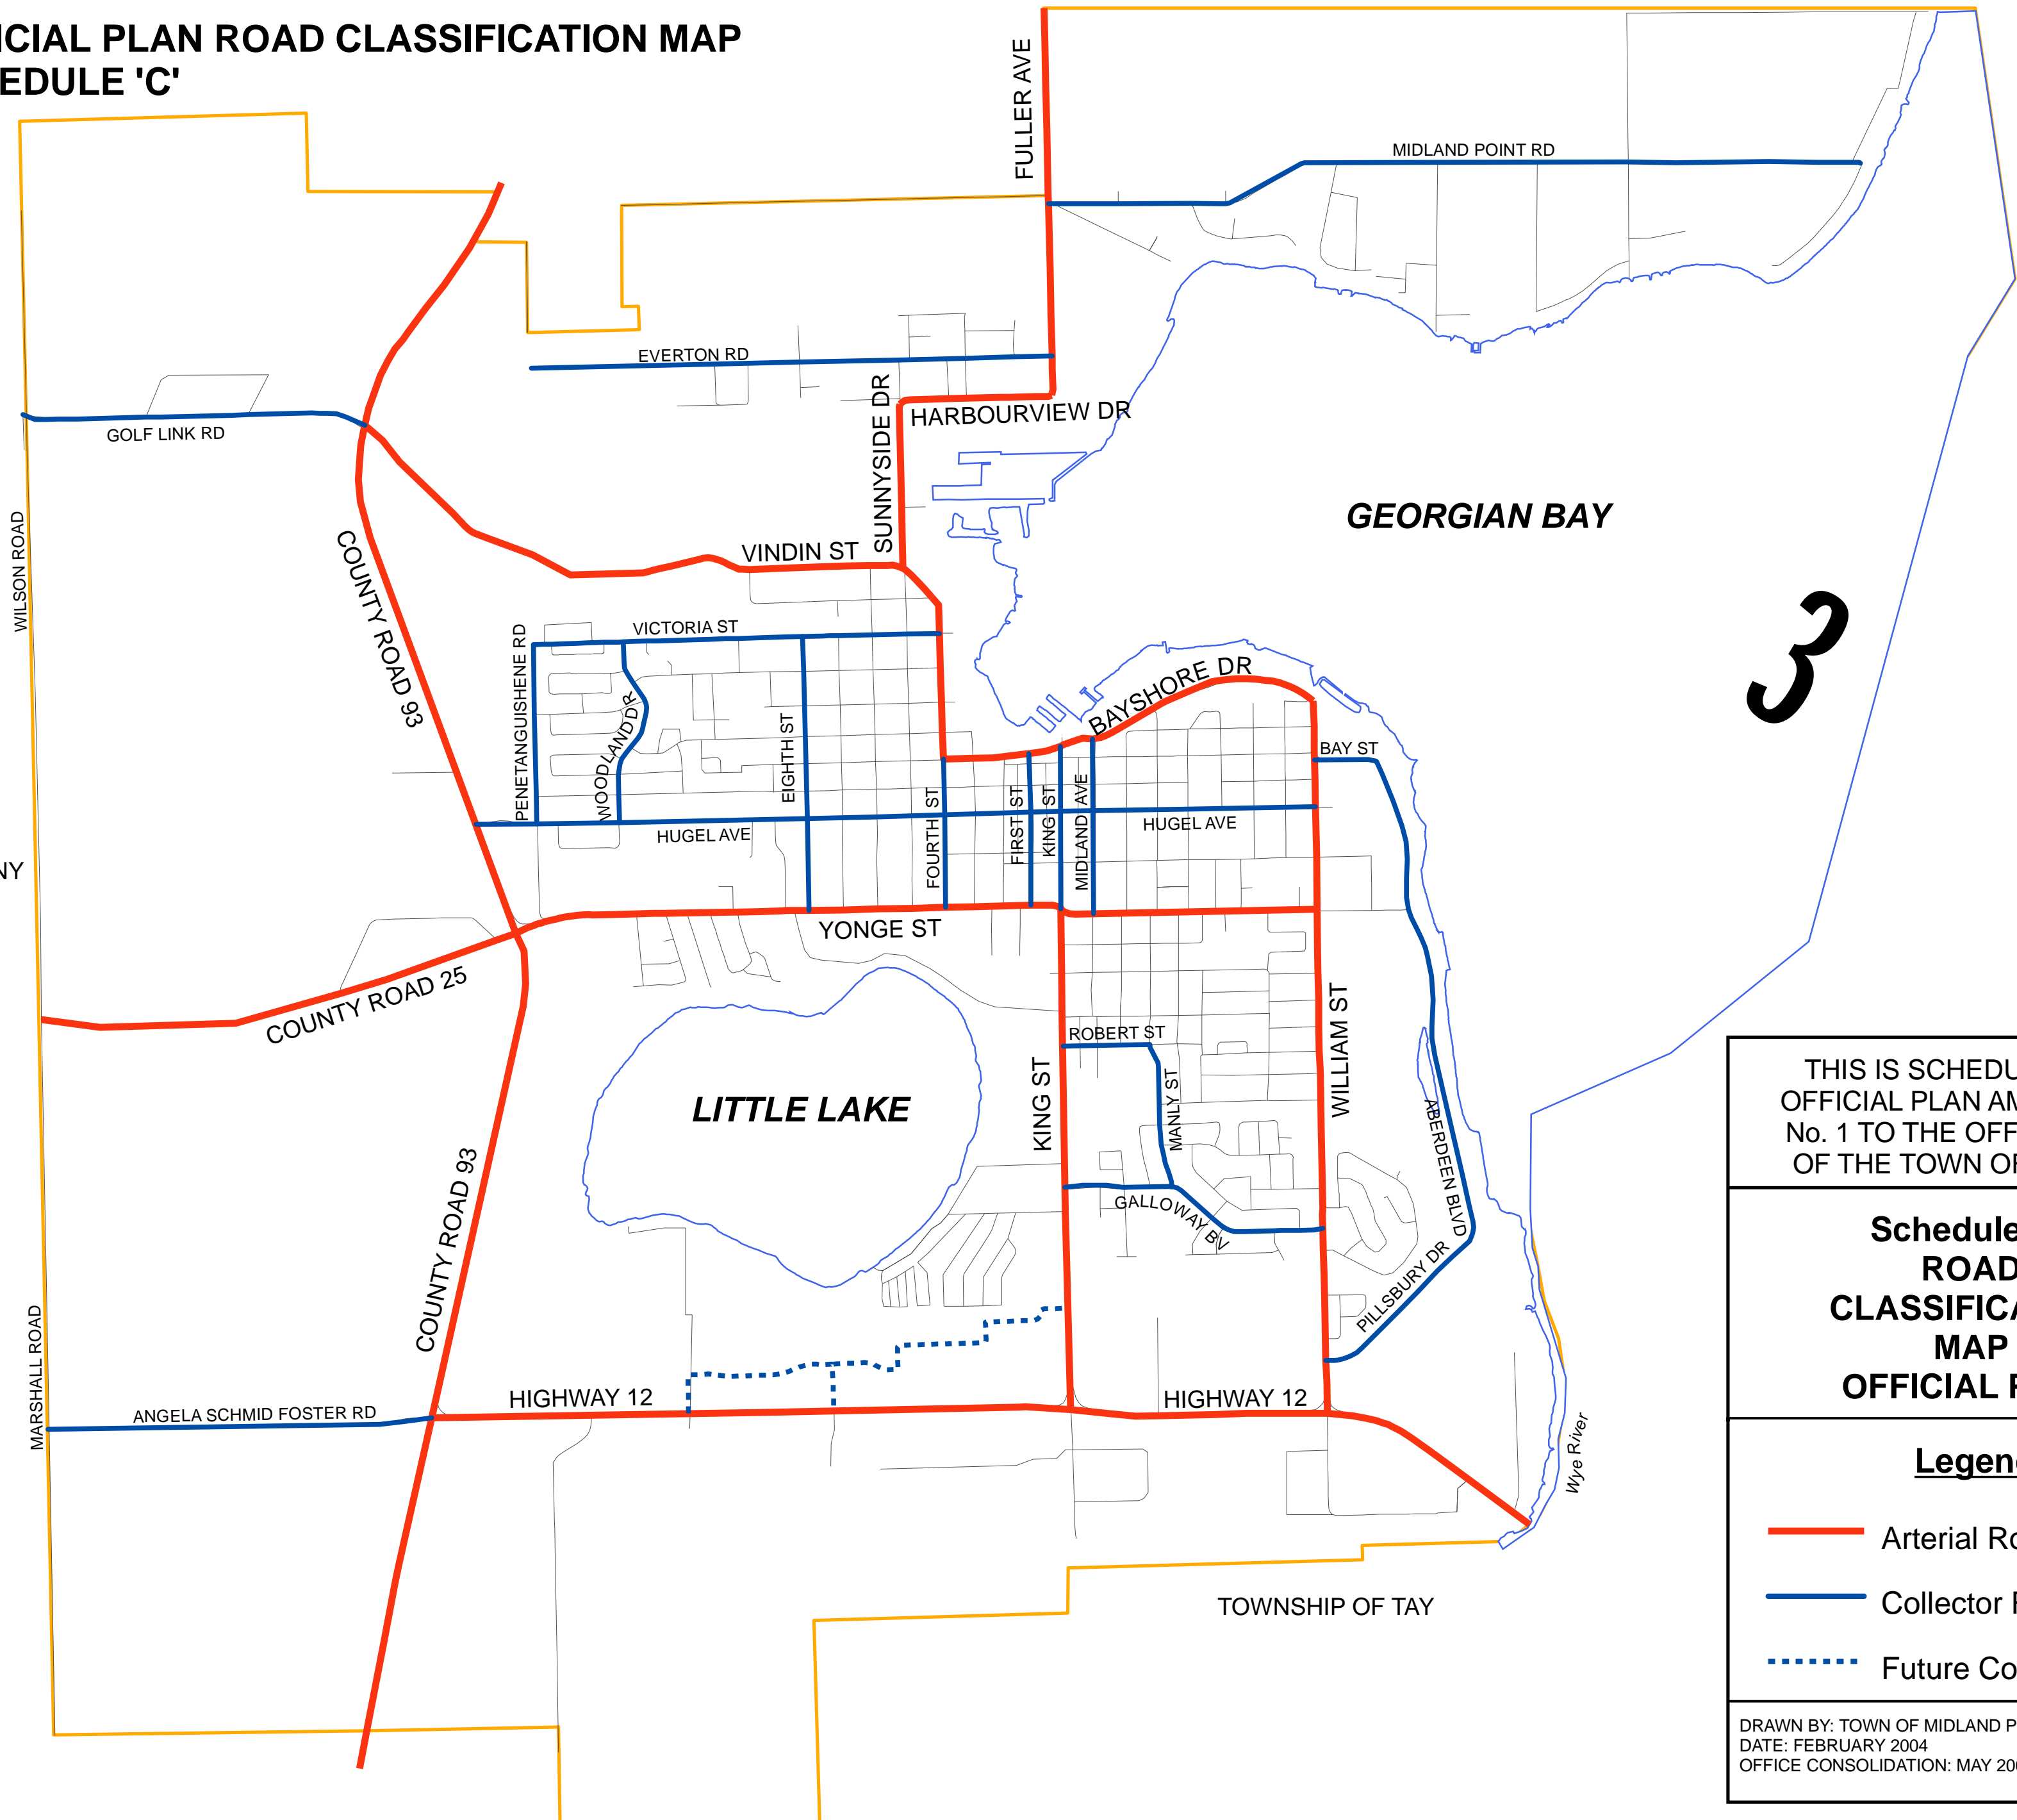 ICIAL PLAN ROAD CLASSIFICATION MAP
EDULE 'C'
FULLER AVE
MIDLAND POINT RD
EVERTON RD
SUNNYSIDE DR
HARBOURVIEW DR
GOLF LINK RD
WILSON ROAD
COUNTY ROAD 93
VINDIN ST
GEORGIAN BAY
3
PENETANGUISHENE RD
VICTORIA ST
WOODLAND DR
EIGHTH ST
BAYSHORE DR
BAY ST
HUGEL AVE
FOURTH ST
FIRST ST
KING ST
MIDLAND AVE
HUGEL AVE
NY
YONGE ST
COUNTY ROAD 25
LITTLE LAKE
KING ST
ROBERT ST
MANLY ST
WILLIAM ST
ABERDEEN BLVD
GALLOWAY BV
PILLSBURY DR
COUNTY ROAD 93
MARSHALL ROAD
ANGELA SCHMID FOSTER RD
HIGHWAY 12
HIGHWAY 12
Wye River
TOWNSHIP OF TAY
THIS IS SCHEDU
OFFICIAL PLAN AM
No. 1 TO THE OFF
OF THE TOWN OF
Schedule
ROAD
CLASSIFICA
MAP
OFFICIAL P
Legen
Arterial Ro
Collector
Future Co
DRAWN BY: TOWN OF MIDLAND P
DATE: FEBRUARY 2004
OFFICE CONSOLIDATION: MAY 200